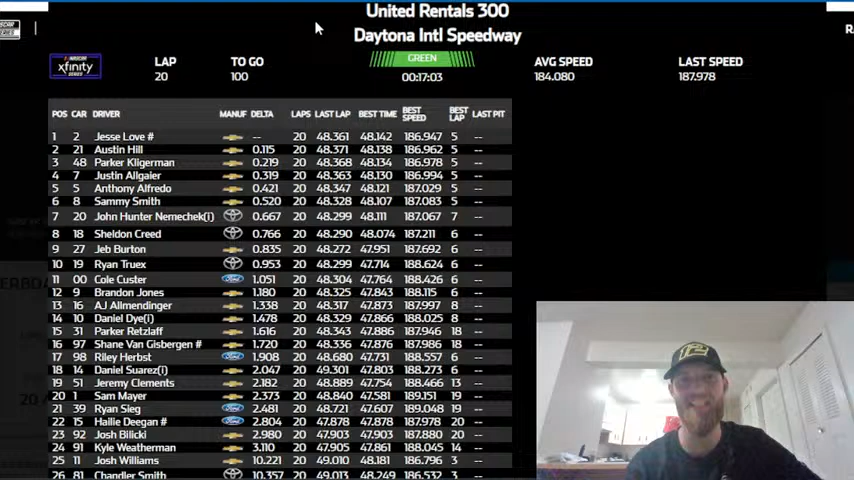 United Rentals 300
Daytona Intl Speedway
xfinity
SERIES
LAP TO GO GREEN AVG SPEED LAST SPEED
20 100 00:17:03 184.080 187.978
POS CAR DRIVER MANUF DELTA LAPS LAST LAP BEST TIME BEST SPEED BEST LAP LAST PIT
1 2 Jesse Love # -- 20 48.361 48.142 186.947 5 --
2 21 Austin Hill 0.115 20 48.371 48.138 186.962 5 --
3 48 Parker Kligerman 0.219 20 48.368 48.134 186.978 5 --
4 7 Justin Allgaier 0.319 20 48.363 48.130 186.994 5 --
5 5 Anthony Alfredo 0.421 20 48.347 48.121 187.029 5 --
6 8 Sammy Smith 0.520 20 48.328 48.107 187.083 5 --
7 20 John Hunter Nemechek(i) 0.667 20 48.299 48.111 187.067 7 --
8 18 Sheldon Creed 0.766 20 48.290 48.074 187.211 6 --
9 27 Jeb Burton 0.835 20 48.272 47.951 187.692 6 --
10 19 Ryan Truex 0.953 20 48.299 47.714 188.624 6 --
11 00 Cole Custer 1.051 20 48.304 47.764 188.426 6 --
12 9 Brandon Jones 1.180 20 48.325 47.843 188.115 6 --
13 16 AJ Allmendinger 1.338 20 48.317 47.873 187.997 8 --
14 10 Daniel Dye(i) 1.478 20 48.329 47.866 188.025 8 --
15 31 Parker Retzlaff 1.616 20 48.343 47.886 187.946 18 --
16 97 Shane Van Gisbergen # 1.720 20 48.336 47.876 187.986 18 --
17 98 Riley Herbst 1.908 20 48.680 47.731 188.557 6 --
18 14 Daniel Suarez(i) 2.047 20 49.301 47.803 188.273 6 --
19 51 Jeremy Clements 2.182 20 48.889 47.754 188.466 13 --
20 1 Sam Mayer 2.373 20 48.840 47.581 189.151 19 --
21 39 Ryan Sieg 2.481 20 48.721 47.607 189.048 19 --
22 15 Hailie Deegan # 2.804 20 47.878 47.878 187.978 20 --
23 92 Josh Bilicki 2.980 20 47.903 47.903 187.880 20 --
24 91 Kyle Weatherman 3.110 20 47.905 47.861 188.045 14 --
25 11 Josh Williams 10.221 20 49.010 48.181 186.796 3 --
26 81 Chandler Smith 10.357 20 49.013 48.249 186.532 3 --